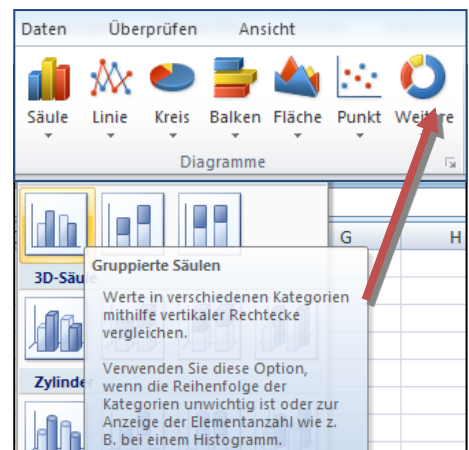 Daten Überprüfen Ansicht
Säule Linie Kreis Balken Fläche Punkt Weitere
Diagramme
G H
Gruppierte Säulen
3D-Säu
Werte in verschiedenen Kategorien
mithilfe vertikaler Rechtecke
vergleichen.
Verwenden Sie diese Option,
Zylinde
wenn die Reihenfolge der
Kategorien unwichtig ist oder zur
Anzeige der Elementanzahl wie z.
B. bei einem Histogramm.